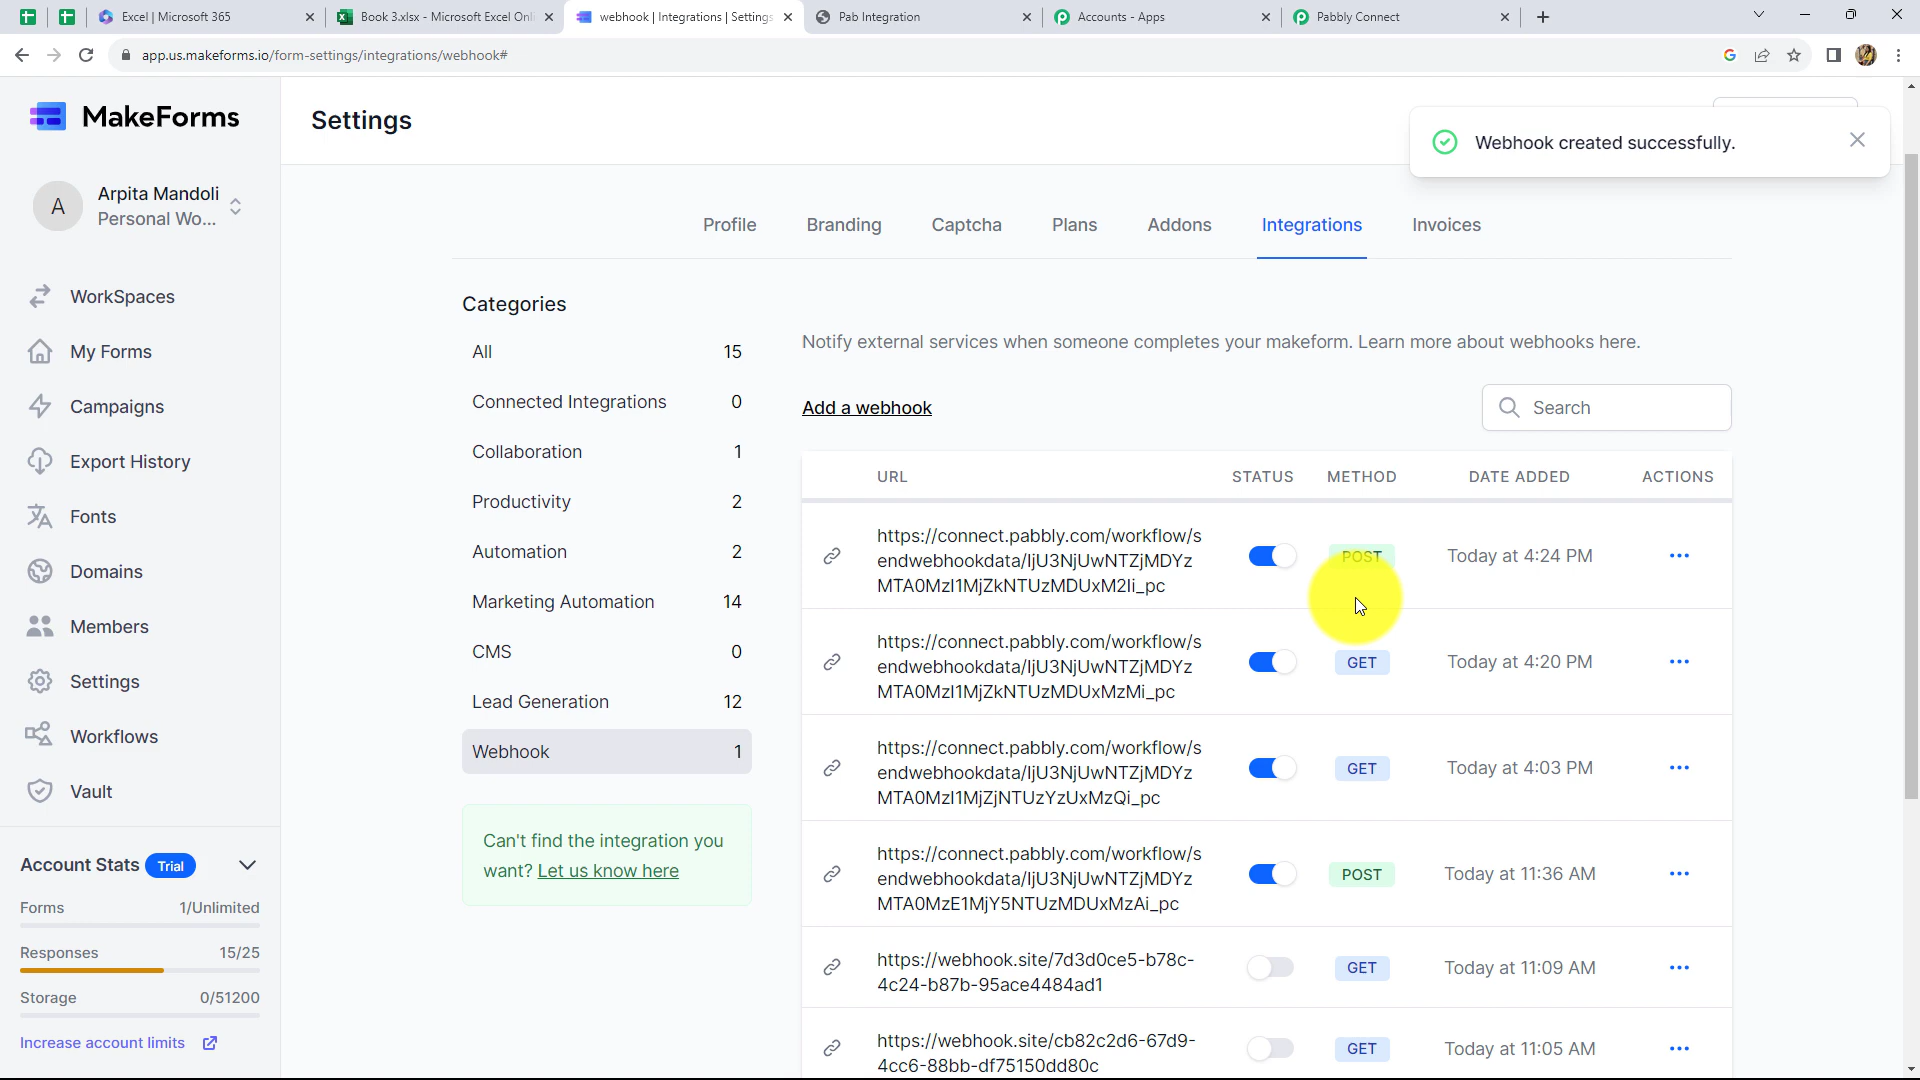 Excel | Microsoft 365
Book 3.xlsx - Microsoft Excel Onli
webhook | Integrations | Settings
Pab Integration
Accounts - Apps
Pabbly Connect
app.us.makeforms.io/form-settings/integrations/webhook#
MakeForms
Settings
Webhook created successfully.
A
Arpita Mandoli
Personal Wo...
Profile
Branding
Captcha
Plans
Addons
Integrations
Invoices
WorkSpaces
My Forms
Campaigns
Export History
Fonts
Domains
Members
Settings
Workflows
Vault
Account Stats
Trial
Forms
1/Unlimited
Responses
15/25
Storage
0/51200
Increase account limits
Categories
All 15
Connected Integrations 0
Collaboration 1
Productivity 2
Automation 2
Marketing Automation 14
CMS 0
Lead Generation 12
Webhook 1
Can't find the integration you
want? Let us know here
Notify external services when someone completes your makeform. Learn more about webhooks here.
Add a webhook
Search
URL STATUS METHOD DATE ADDED ACTIONS
https://connect.pabbly.com/workflow/s
endwebhookdata/IjU3NjUwNTZjMDYz
MTA0MzI1MjZkNTUzMDUxM2Ii_pc
POST
Today at 4:24 PM
https://connect.pabbly.com/workflow/s
endwebhookdata/IjU3NjUwNTZjMDYz
MTA0MzI1MjZkNTUzMDUxMzMi_pc
GET
Today at 4:20 PM
https://connect.pabbly.com/workflow/s
endwebhookdata/IjU3NjUwNTZjMDYz
MTA0MzI1MjZjNTUzYzUxMzQi_pc
GET
Today at 4:03 PM
https://connect.pabbly.com/workflow/s
endwebhookdata/IjU3NjUwNTZjMDYz
MTA0MzE1MjY5NTUzMDUxMzAi_pc
POST
Today at 11:36 AM
https://webhook.site/7d3d0ce5-b78c-
4c24-b87b-95ace4484ad1
GET
Today at 11:09 AM
https://webhook.site/cb82c2d6-67d9-
4cc6-88bb-df75150dd80c
GET
Today at 11:05 AM